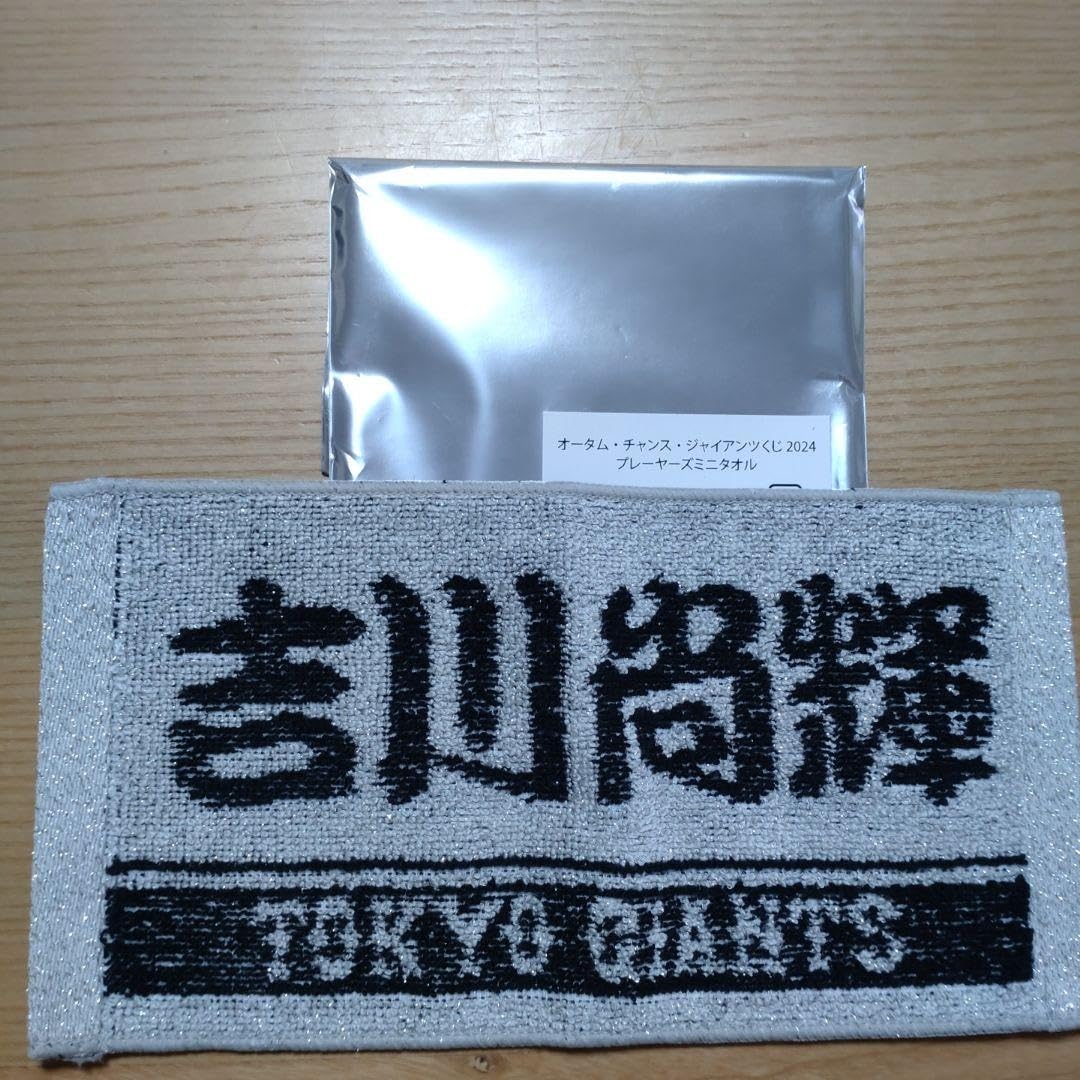 オータム・チャンス・ジャイアンツくじ 2024
プレーヤーズミニタオル
吉川尚輝
TOKYO GIANTS